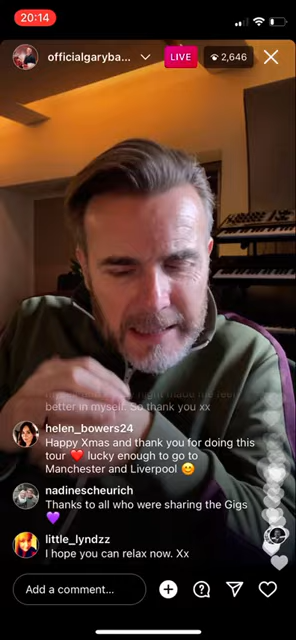 20:14
officialgaryba...
LIVE
2,646
better in myself. So thank you xx
helen_bowers24
Happy Xmas and thank you for doing this
tour ❤️ lucky enough to go to
Manchester and Liverpool 😊
nadinescheurich
Thanks to all who were sharing the Gigs
💜
little_lyndzz
I hope you can relax now. Xx
Add a comment...